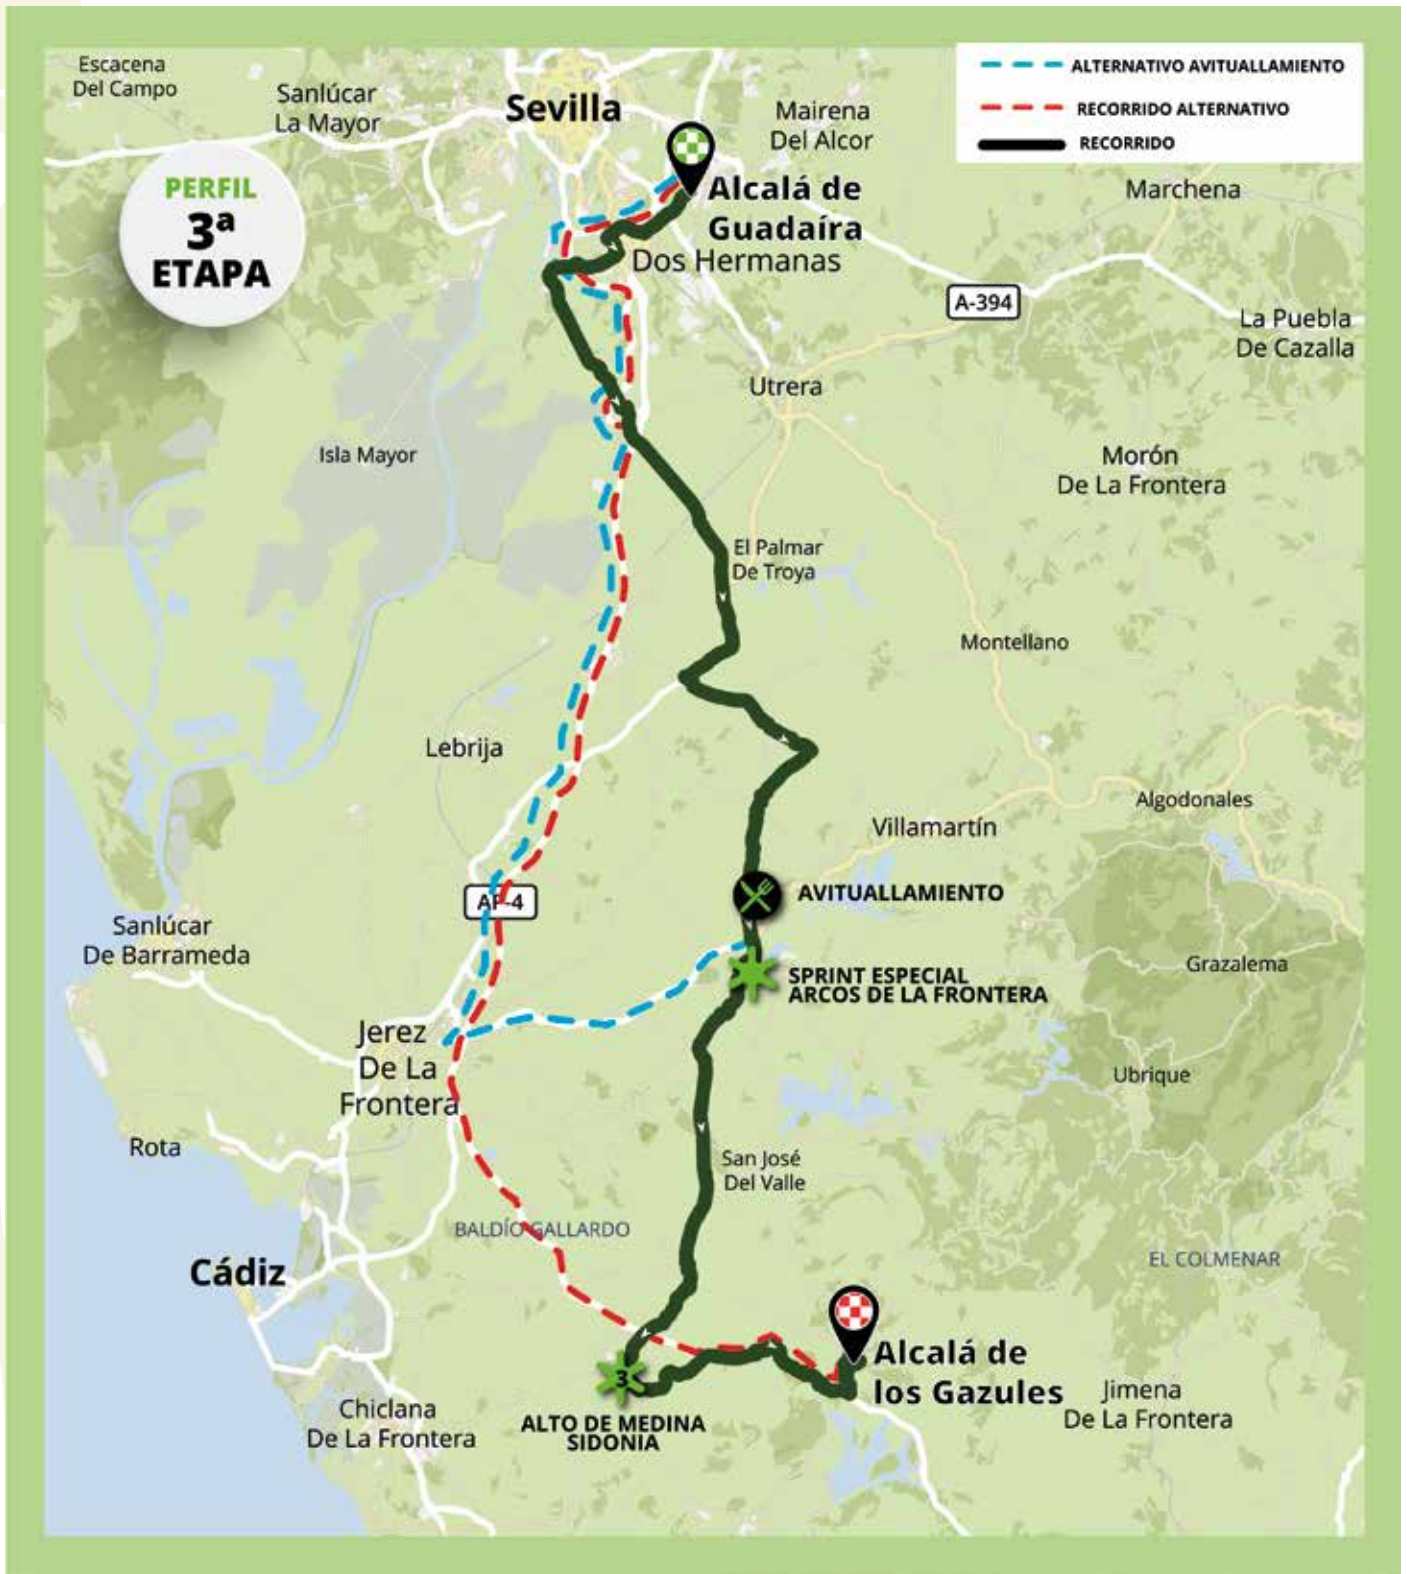 Escacena
Del Campo
Sanlúcar
La Mayor
Sevilla
Mairena
Del Alcor
ALTERNATIVO AVITUALLAMIENTO
RECORRIDO ALTERNATIVO
RECORRIDO
PERFIL
3ª
ETAPA
Alcalá de
Guadaíra
Dos Hermanas
Marchena
A-394
La Puebla
De Cazalla
Utrera
Isla Mayor
Morón
De La Frontera
El Palmar
De Troya
Montellano
Lebrija
Algodonales
Villamartín
AP-4
AVITUALLAMIENTO
Sanlúcar
De Barrameda
Grazalema
SPRINT ESPECIAL
ARCOS DE LA FRONTERA
Jerez
De La
Frontera
Ubrique
Rota
San José
Del Valle
BALDÍO GALLARDO
Cádiz
EL COLMENAR
Alcalá de
los Gazules
3
ALTO DE MEDINA
SIDONIA
Chiclana
De La Frontera
Jimena
De La Frontera